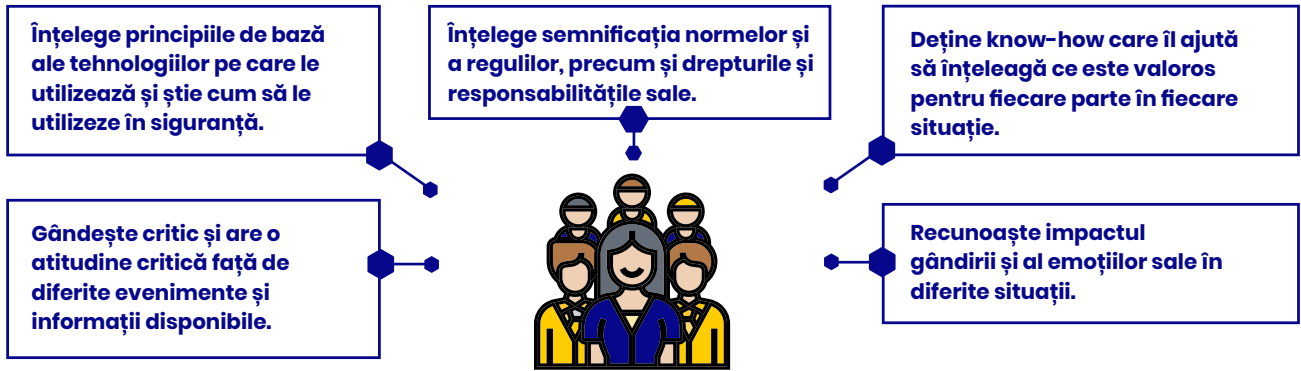 Înțelege principiile de bază
ale tehnologiilor pe care le
utilizează și știe cum să le
utilizeze în siguranță.
Înțelege semnificația normelor și
a regulilor, precum și drepturile și
responsabilitățile sale.
Deține know-how care îl ajută
să înțeleagă ce este valoros
pentru fiecare parte în fiecare
situație.
Gândește critic și are o
atitudine critică față de
diferite evenimente și
informații disponibile.
Recunoaște impactul
gândirii și al emoțiilor sale în
diferite situații.